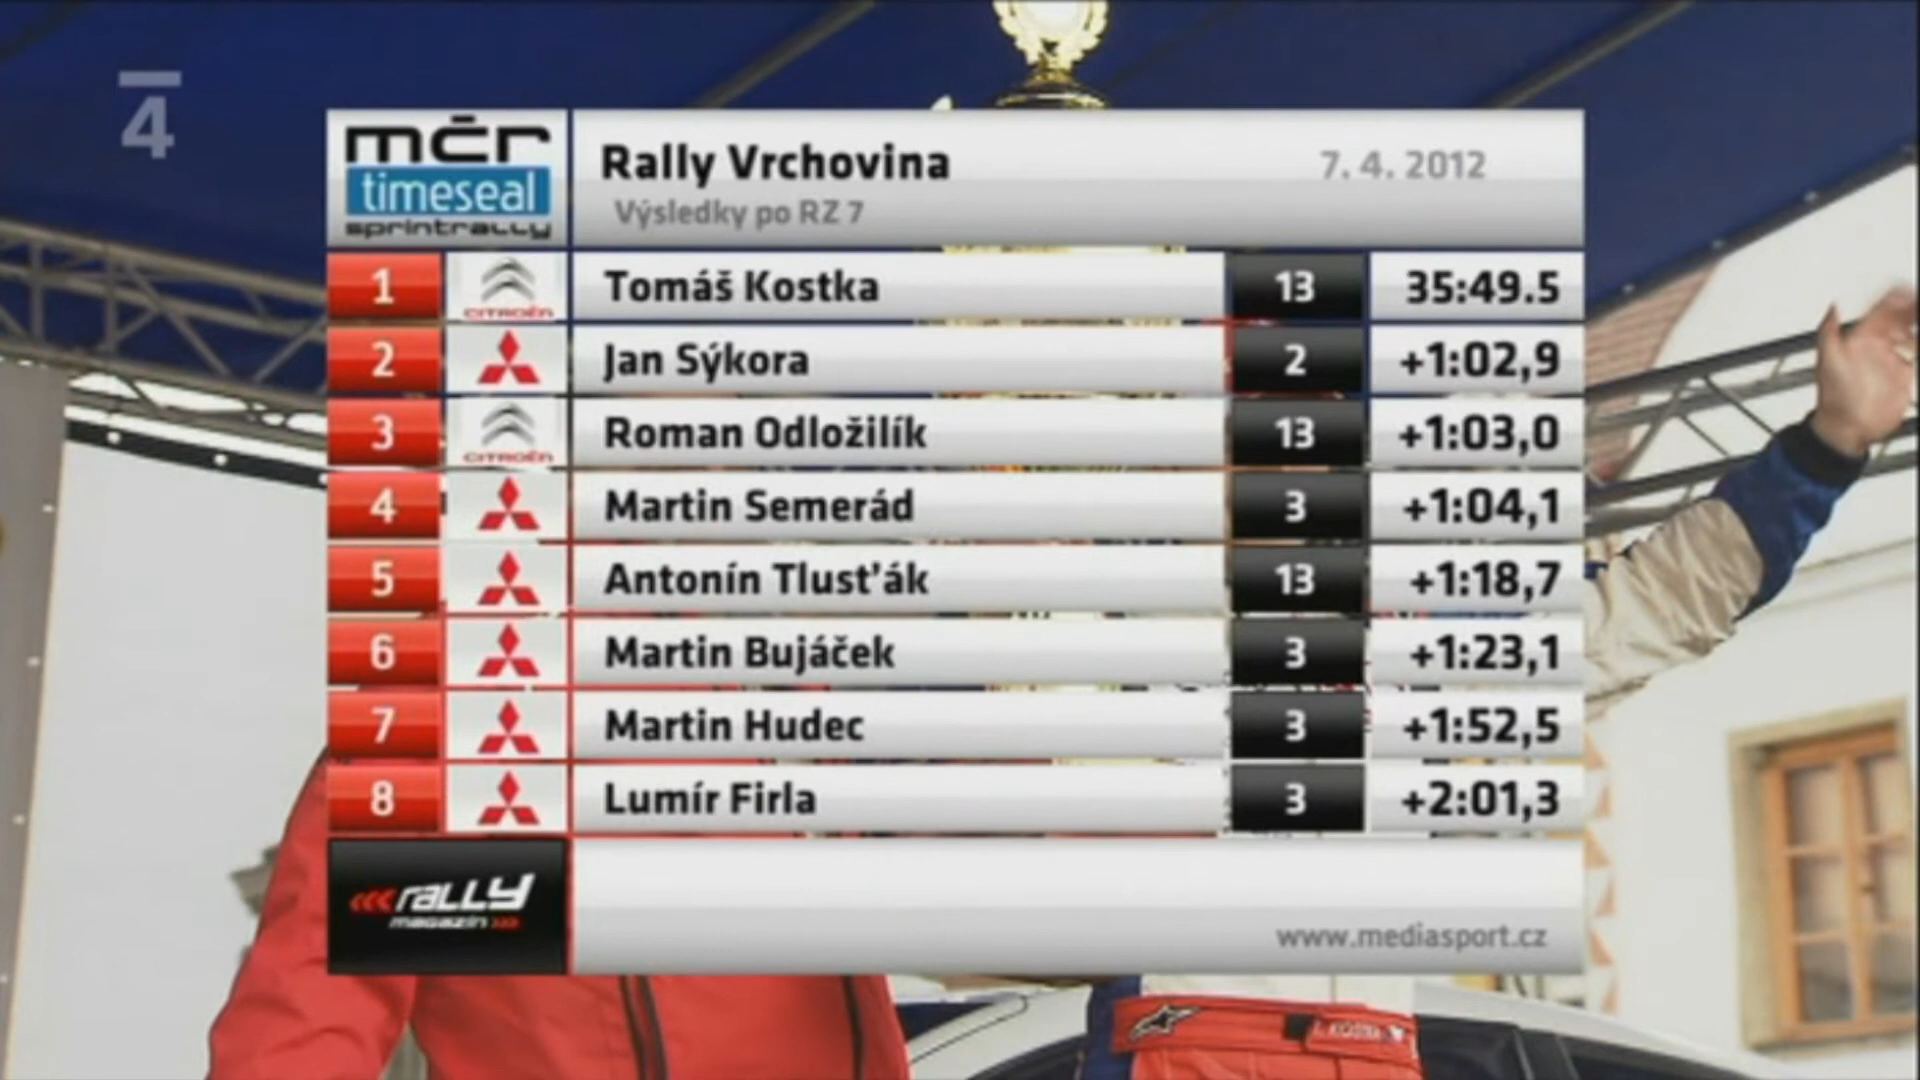 4
mčr
timeseal
sprintrally
Rally Vrchovina
7. 4. 2012
Výsledky po RZ 7
1 CITROËN Tomáš Kostka 13 35:49.5
2 Jan Sýkora 2 +1:02,9
3 CITROËN Roman Odložilík 13 +1:03,0
4 Martin Semerád 3 +1:04,1
5 Antonín Tlusťák 13 +1:18,7
6 Martin Bujáček 3 +1:23,1
7 Martin Hudec 3 +1:52,5
8 Lumír Firla 3 +2:01,3
rally
magazín
www.mediasport.cz